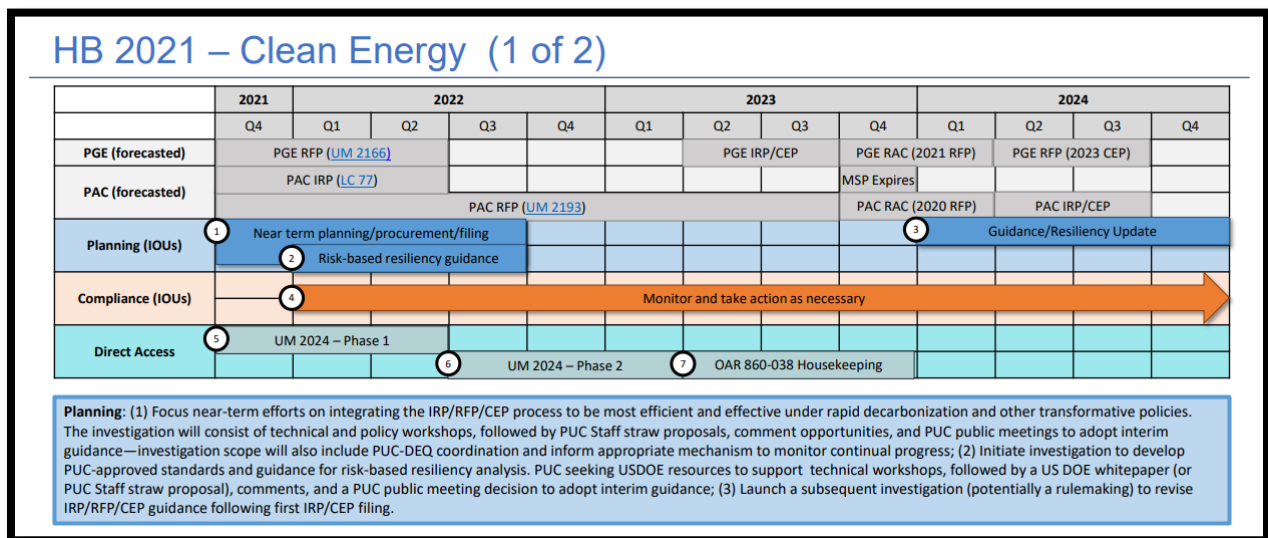 HB 2021 – Clean Energy (1 of 2)
2021 2022 2023 2024
Q4 Q1 Q2 Q3 Q4 Q1 Q2 Q3 Q4 Q1 Q2 Q3 Q4
PGE (forecasted) PGE RFP (UM 2166) PGE IRP/CEP PGE RAC (2021 RFP) PGE RFP (2023 CEP)
PAC (forecasted) PAC IRP (LC 77) MSP Expires
PAC RFP (UM 2193) PAC RAC (2020 RFP) PAC IRP/CEP
Planning (IOUs) 1 Near term planning/procurement/filing 3 Guidance/Resiliency Update
2 Risk-based resiliency guidance
Compliance (IOUs) 4 Monitor and take action as necessary
Direct Access 5 UM 2024 – Phase 1
6 UM 2024 – Phase 2 7 OAR 860-038 Housekeeping
Planning: (1) Focus near-term efforts on integrating the IRP/RFP/CEP process to be most efficient and effective under rapid decarbonization and other transformative policies.
The investigation will consist of technical and policy workshops, followed by PUC Staff straw proposals, comment opportunities, and PUC public meetings to adopt interim
guidance—investigation scope will also include PUC-DEQ coordination and inform appropriate mechanism to monitor continual progress; (2) Initiate investigation to develop
PUC-approved standards and guidance for risk-based resiliency analysis. PUC seeking USDOE resources to support technical workshops, followed by a US DOE whitepaper (or
PUC Staff straw proposal), comments, and a PUC public meeting decision to adopt interim guidance; (3) Launch a subsequent investigation (potentially a rulemaking) to revise
IRP/RFP/CEP guidance following first IRP/CEP filing.